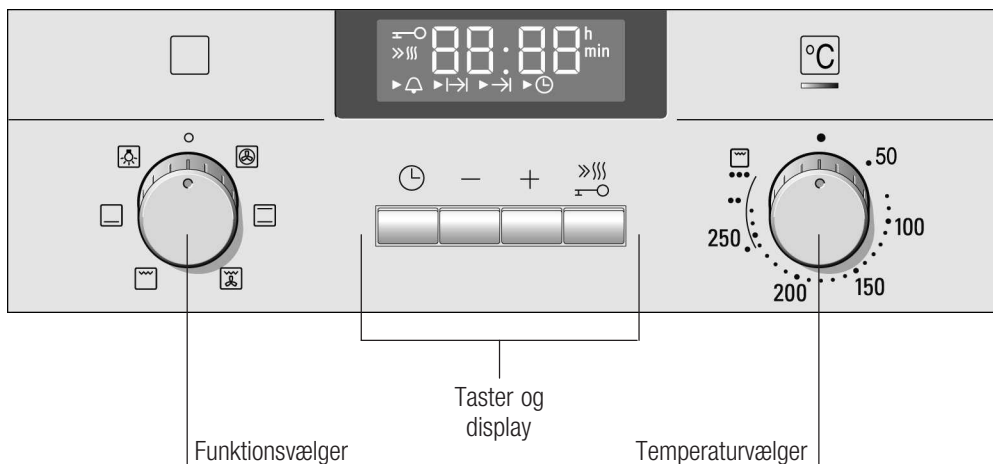 88:88 h
min
°C
50
100
150
200
250
Taster og
display
Funktionsvælger
Temperaturvælger